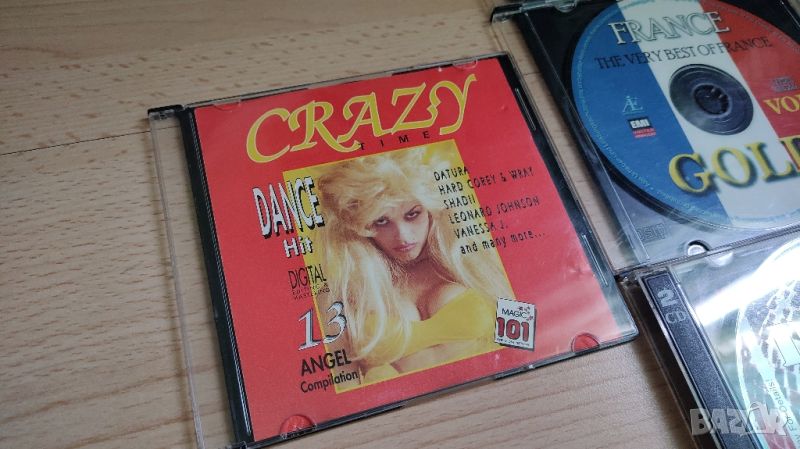 CRAZY
TIME
DANCE
Hit
DIGITAL
13
ANGEL
Compilation
DATURA
HARD COREY & WRAY
SHADII
LEONARD JOHNSON
VANESSA J.
and many more...
MAGIC
101
FRANCE
THE VERY BEST OF FRANCE
EMI
GOLD
2 CD
BAZAR